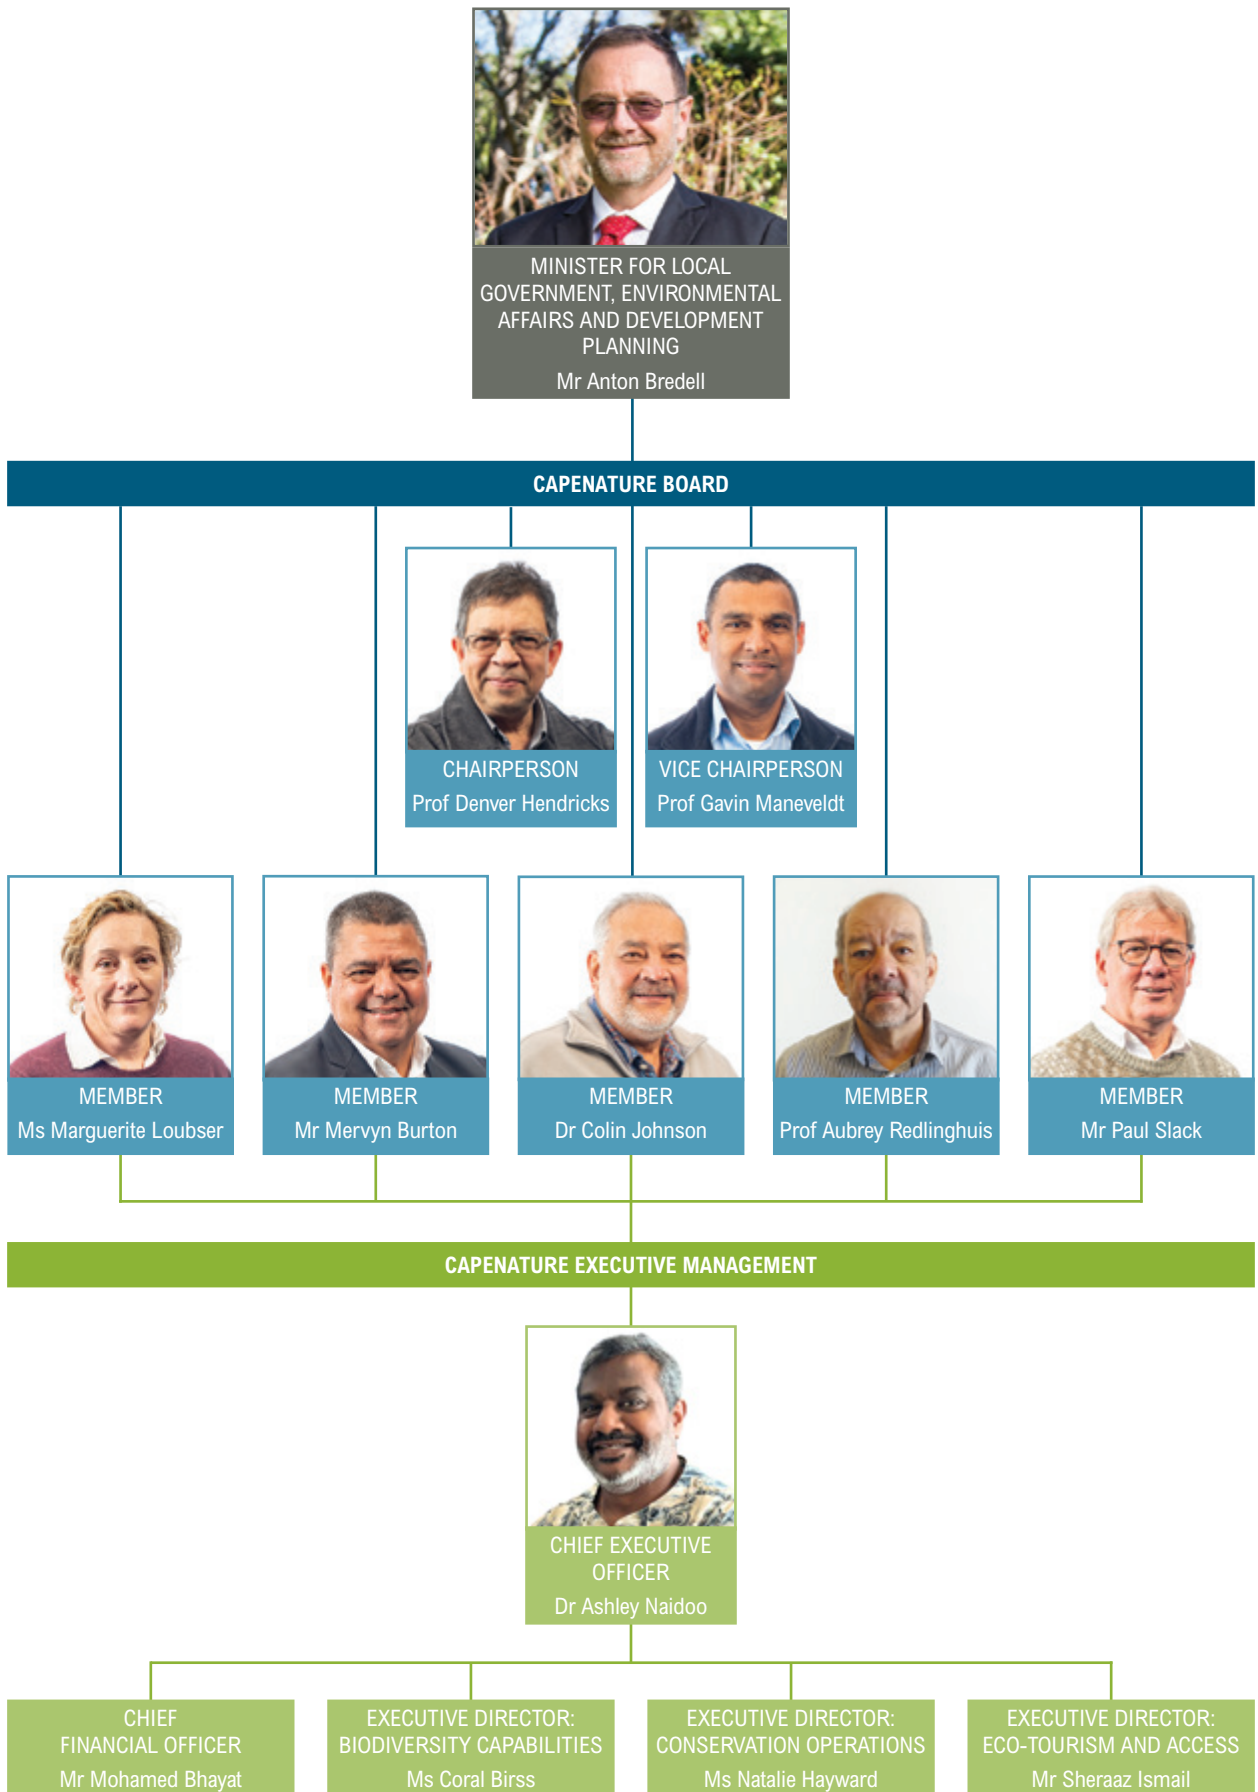 MINISTER FOR LOCAL
GOVERNMENT, ENVIRONMENTAL
AFFAIRS AND DEVELOPMENT
PLANNING
Mr Anton Bredell
CAPENATURE BOARD
CHAIRPERSON
Prof Denver Hendricks
VICE CHAIRPERSON
Prof Gavin Maneveldt
MEMBER
Ms Marguerite Loubser
MEMBER
Mr Mervyn Burton
MEMBER
Dr Colin Johnson
MEMBER
Prof Aubrey Redlinghuis
MEMBER
Mr Paul Slack
CAPENATURE EXECUTIVE MANAGEMENT
CHIEF EXECUTIVE
OFFICER
Dr Ashley Naidoo
CHIEF
FINANCIAL OFFICER
Mr Mohamed Bhayat
EXECUTIVE DIRECTOR:
BIODIVERSITY CAPABILITIES
Ms Coral Birss
EXECUTIVE DIRECTOR:
CONSERVATION OPERATIONS
Ms Natalie Hayward
EXECUTIVE DIRECTOR:
ECO-TOURISM AND ACCESS
Mr Sheraaz Ismail